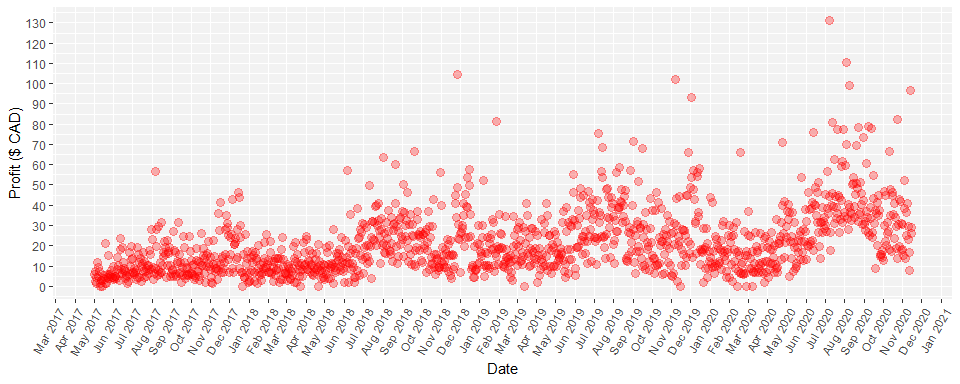 Profit ($ CAD)
130
120
110
100
90
80
70
60
50
40
30
20
10
0
Mar 2017
Apr 2017
May 2017
Jun 2017
Jul 2017
Aug 2017
Sep 2017
Oct 2017
Nov 2017
Dec 2017
Jan 2018
Feb 2018
Mar 2018
Apr 2018
May 2018
Jun 2018
Jul 2018
Aug 2018
Sep 2018
Oct 2018
Nov 2018
Dec 2018
Jan 2019
Feb 2019
Mar 2019
Apr 2019
May 2019
Jun 2019
Jul 2019
Aug 2019
Sep 2019
Oct 2019
Nov 2019
Dec 2019
Jan 2020
Feb 2020
Mar 2020
Apr 2020
May 2020
Jun 2020
Jul 2020
Aug 2020
Sep 2020
Oct 2020
Nov 2020
Dec 2020
Jan 2021
Date